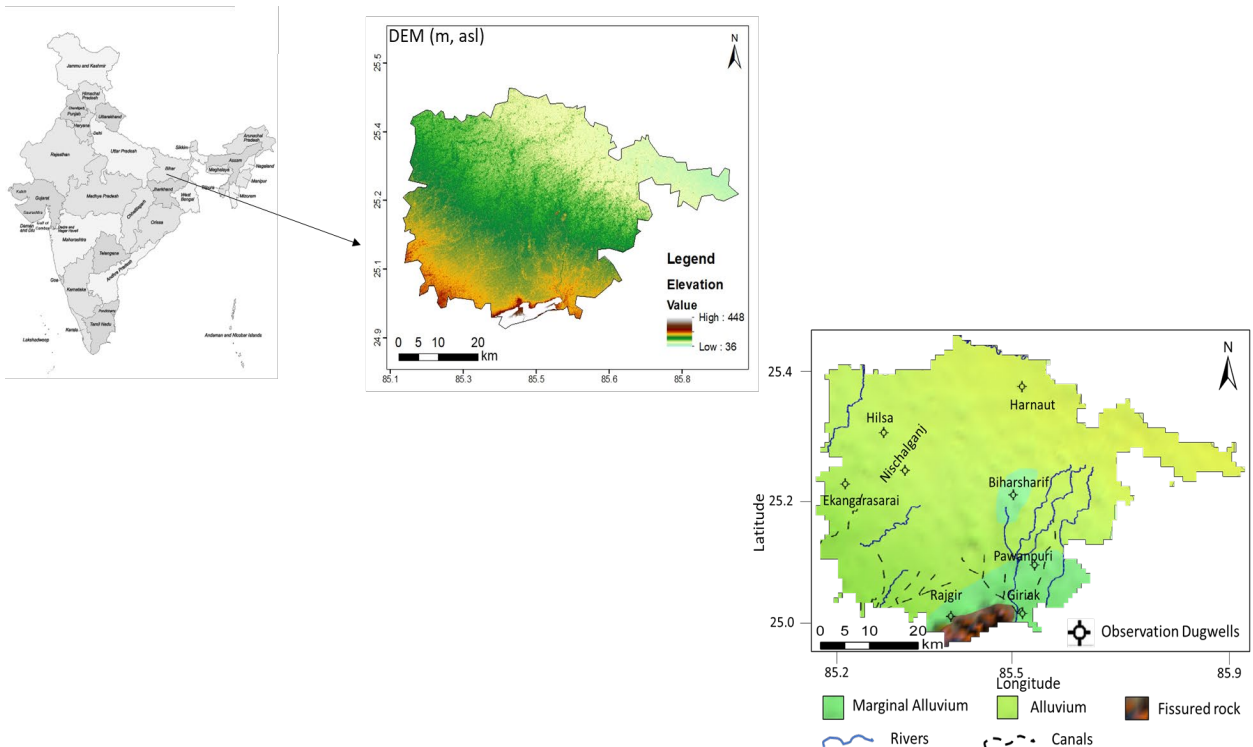 Jammu and Kashmir
Himachal
Pradesh
Punjab
Uttarakhand
Haryana
Delhi
Arunachal
Pradesh
Sikkim
Rajasthan
Uttar Pradesh
Assam
Nagaland
Bihar
Meghalaya
Manipur
Tripura
Mizoram
Jharkhand
West
Bengal
Gujarat
Madhya Pradesh
Chhattisgarh
Orissa
Daman
and Diu
Maharashtra
Telangana
Andhra Pradesh
Goa
Karnataka
Tamil Nadu
Kerala
Lakshadweep
Andaman and Nicobar Islands
DEM (m, asl)
N
25.5
25.4
25.2
25.1
24.9
Legend
Elevation
Value
High : 448
Low : 36
0 5 10 20
km
85.1 85.3 85.5 85.6 85.8
N
25.4
25.2
25.0
Latitude
Harnaut
Hilsa
Nischalganj
Biharsharif
Ekangarasarai
Pawanpuri
Rajgir
Giriak
0 5 10 20
km
Observation Dugwells
85.2 85.5 85.9
Longitude
Marginal Alluvium
Alluvium
Fissured rock
Rivers
Canals